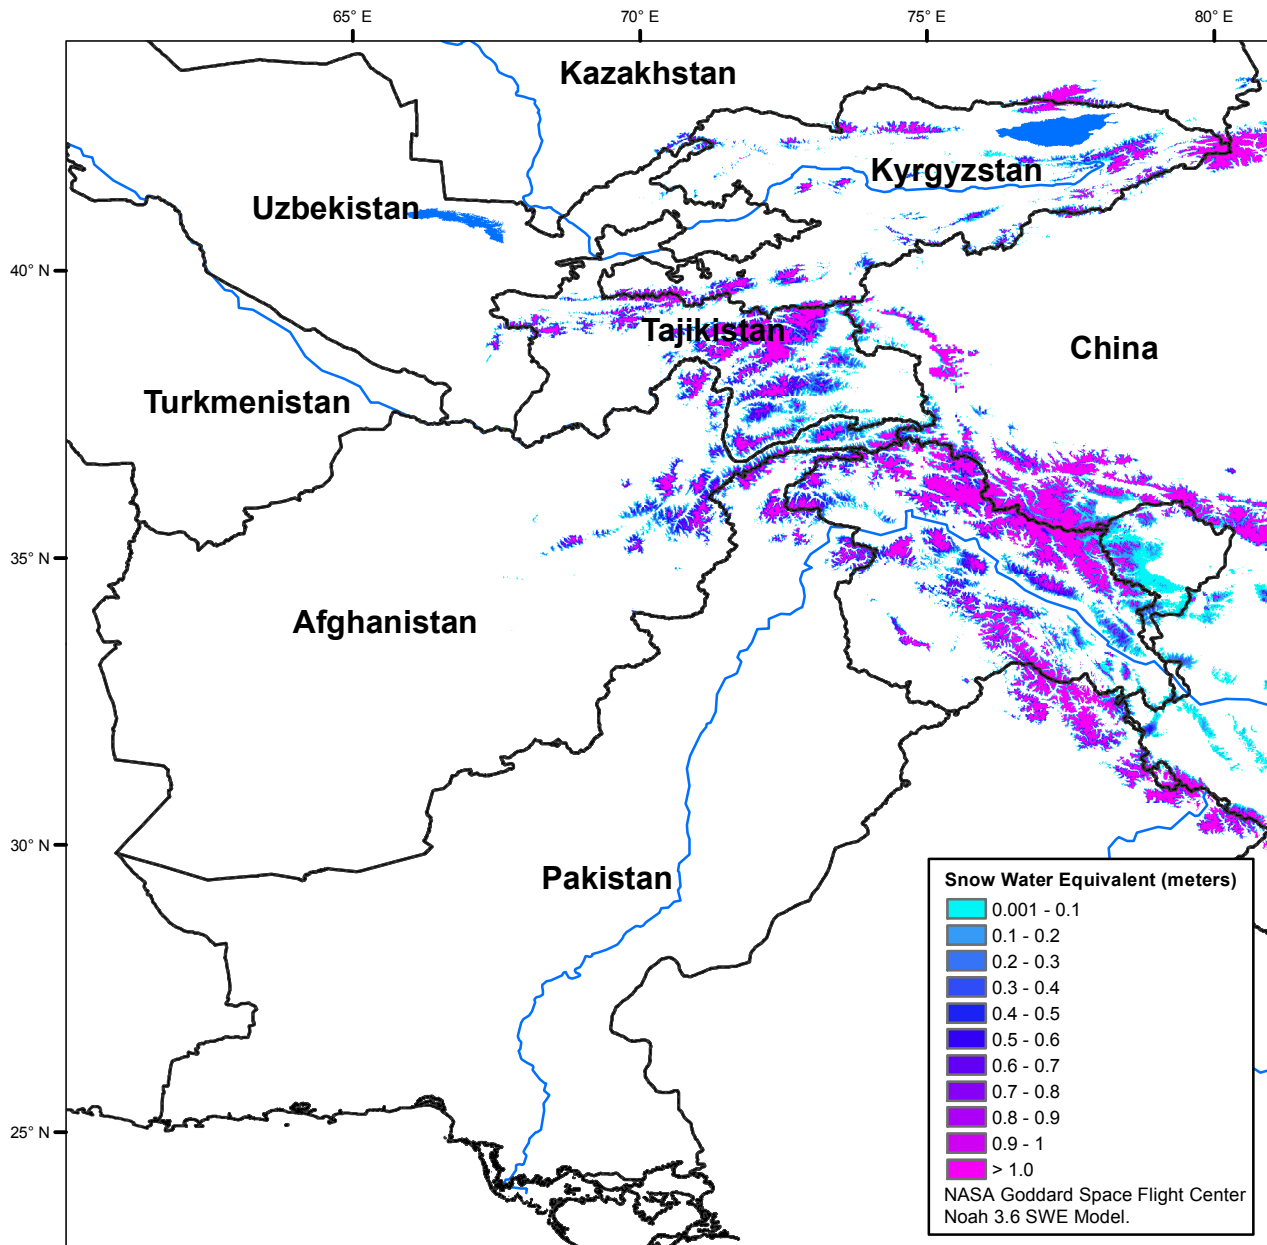 65° E
70° E
75° E
80° E
Kazakhstan
Kyrgyzstan
Uzbekistan
40° N
Tajikistan
China
Turkmenistan
35° N
Afghanistan
30° N
Pakistan
Snow Water Equivalent (meters)
0.001 - 0.1
0.1 - 0.2
0.2 - 0.3
0.3 - 0.4
0.4 - 0.5
0.5 - 0.6
0.6 - 0.7
0.7 - 0.8
0.8 - 0.9
0.9 - 1
> 1.0
NASA Goddard Space Flight Center
Noah 3.6 SWE Model.
25° N